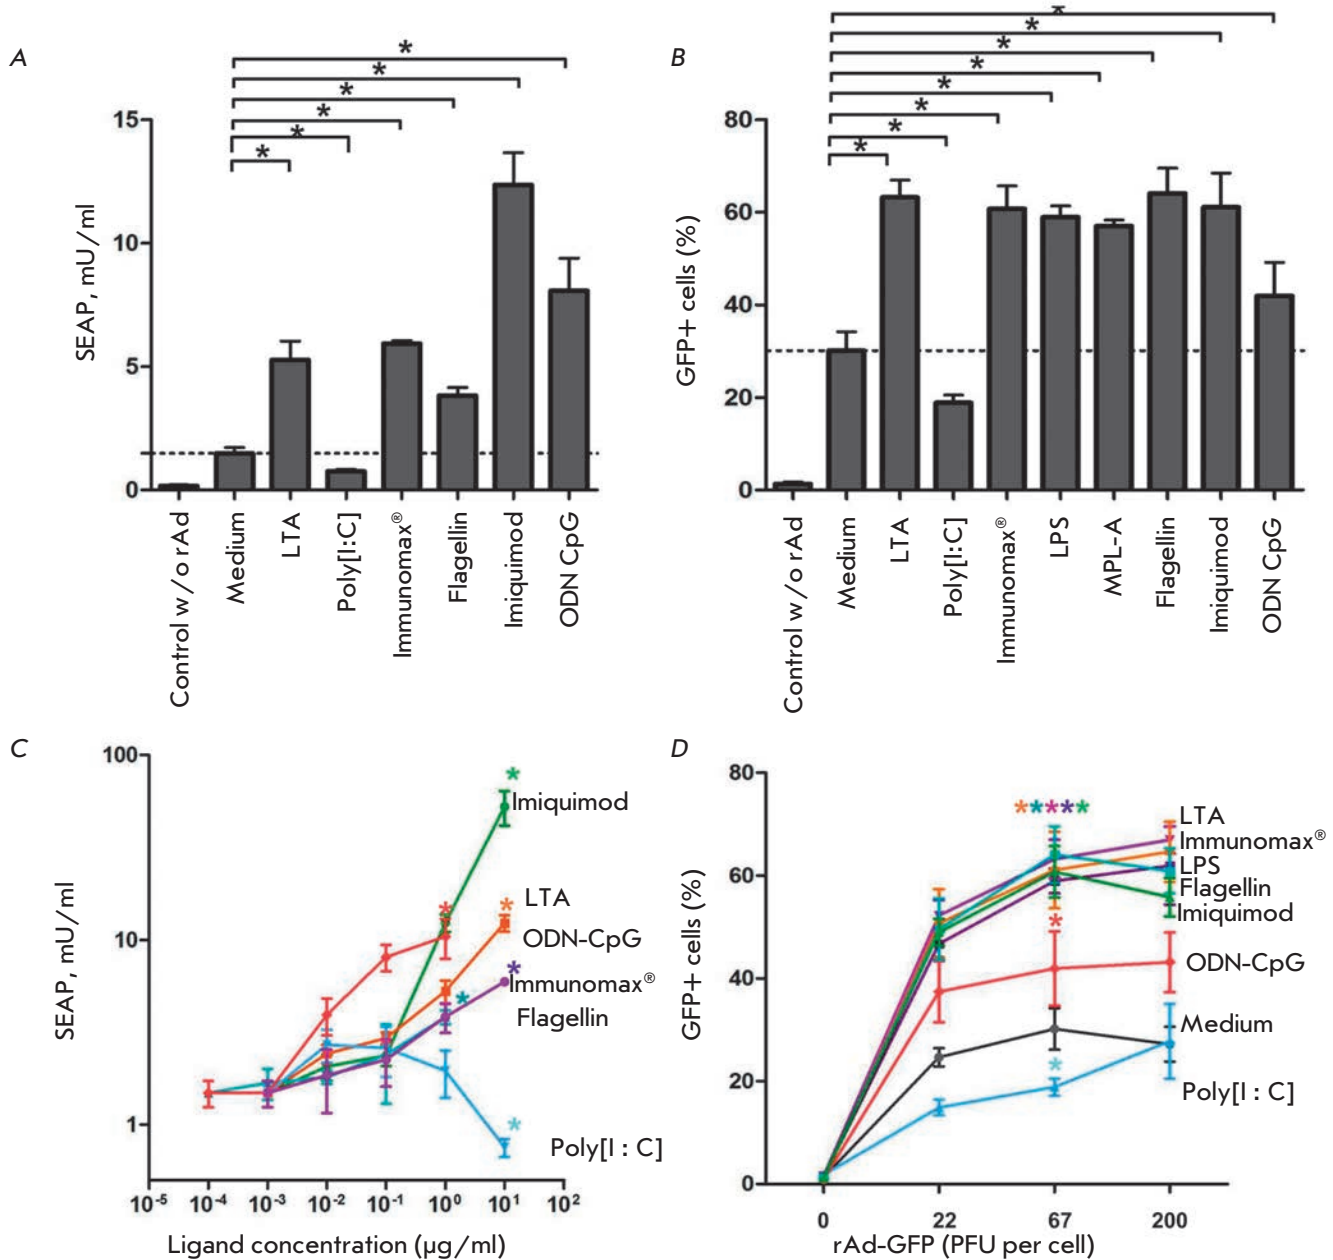 A
*
*
*
*
*
*
15
10
5
0
SEAP, mU/ml
Control w/o rAd
Medium
LTA
Poly[I:C]
Immunomax®
Flagellin
Imiquimod
ODN CpG
B
*
*
*
*
*
*
*
*
80
60
40
20
0
GFP+ cells (%)
Control w/o rAd
Medium
LTA
Poly[I:C]
Immunomax®
LPS
MPL-A
Flagellin
Imiquimod
ODN CpG
C
100
10
1
SEAP, mU/ml
*
Imiquimod
* *
LTA
ODN-CpG
*
Immunomax®
*
Flagellin
*
Poly[I : C]
10-5 10-4 10-3 10-2 10-1 100 101 102
Ligand concentration (µg/ml)
D
80
60
40
20
0
GFP+ cells (%)
*****
LTA
Immunomax®
LPS
Flagellin
Imiquimod
*
ODN-CpG
Medium
*
Poly[I : C]
0 22 67 200
rAd-GFP (PFU per cell)